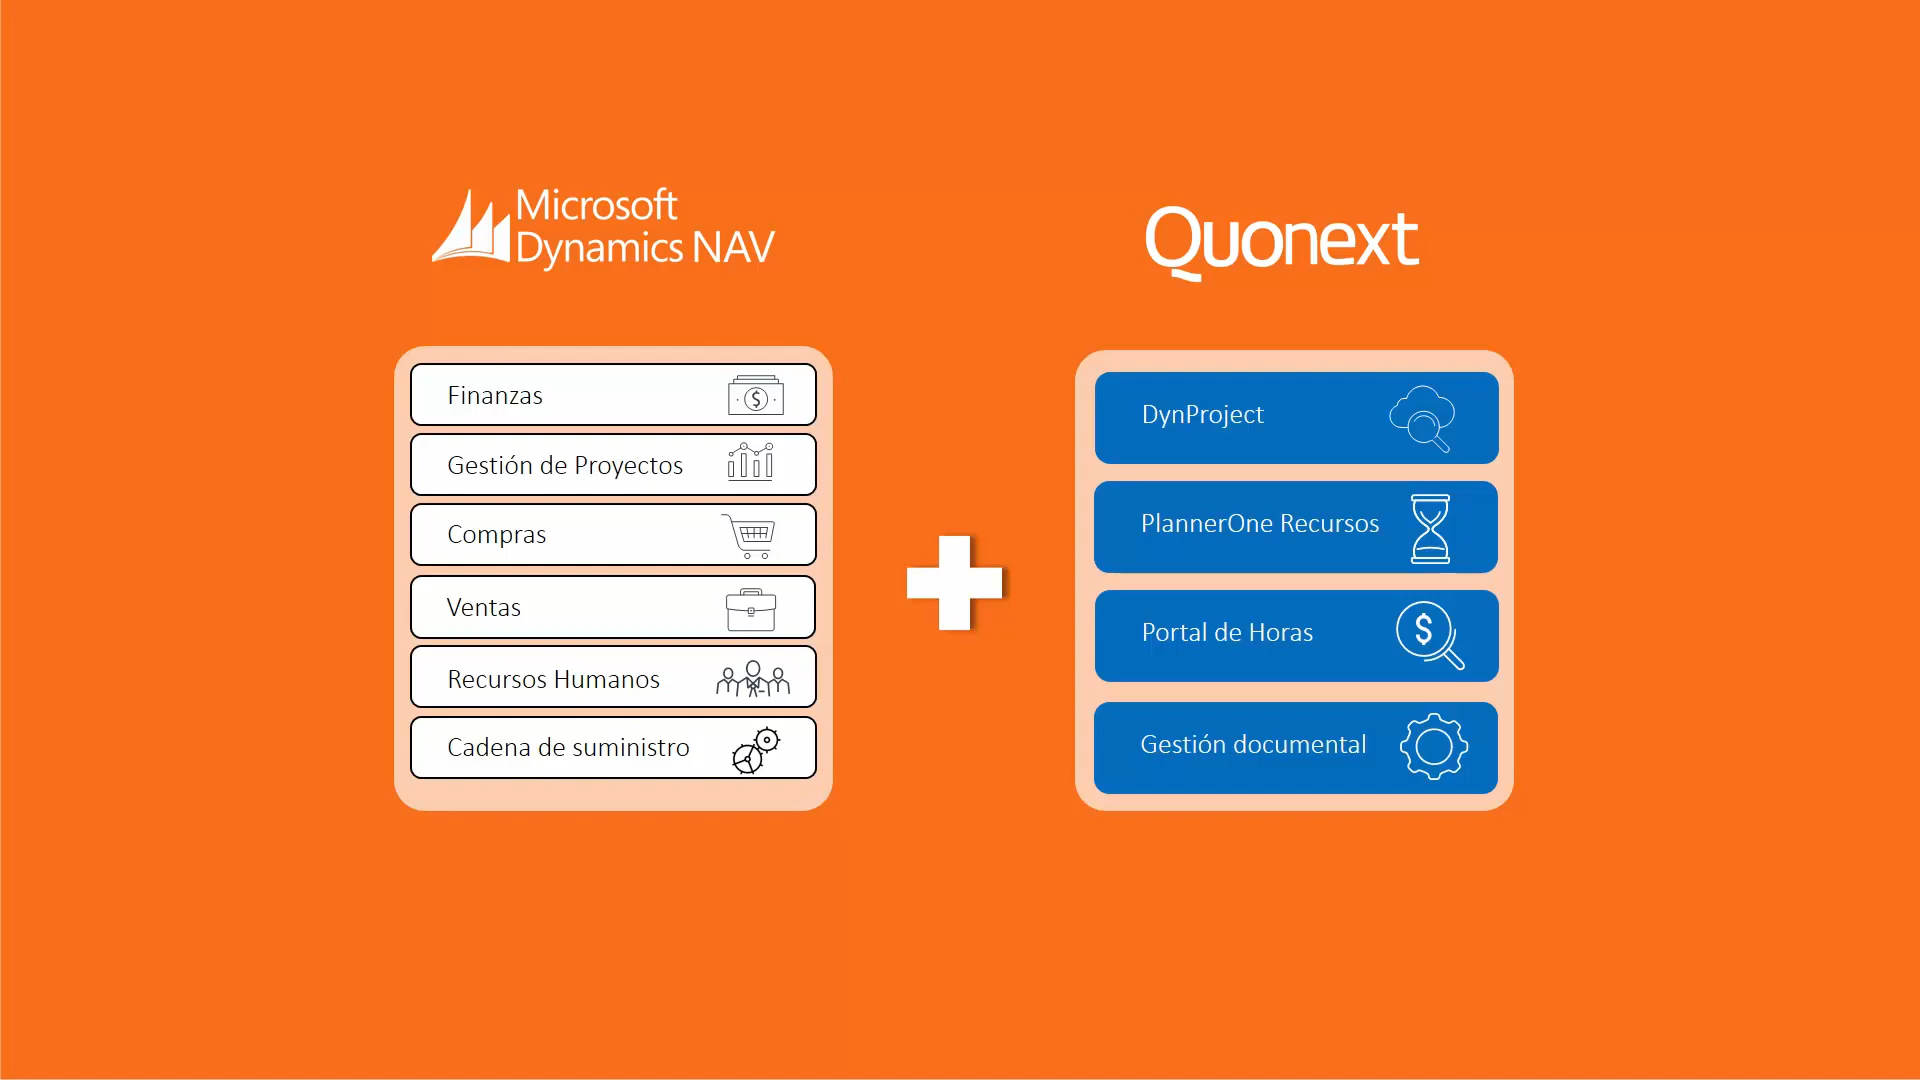 Microsoft
Dynamics NAV
Quonext
Finanzas
Gestión de Proyectos
Compras
Ventas
Recursos Humanos
Cadena de suministro
DynProject
PlannerOne Recursos
Portal de Horas
Gestión documental